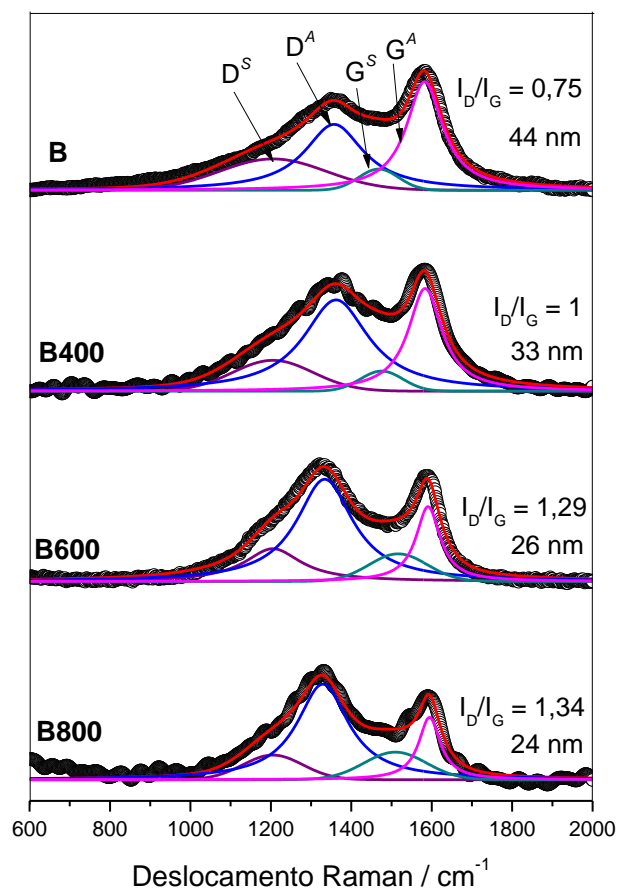 D^S
D^A
G^S
G^A
I_D/I_G = 0,75
44 nm
B
I_D/I_G = 1
33 nm
B400
I_D/I_G = 1,29
26 nm
B600
I_D/I_G = 1,34
24 nm
B800
600 800 1000 1200 1400 1600 1800 2000
Deslocamento Raman / cm^-1